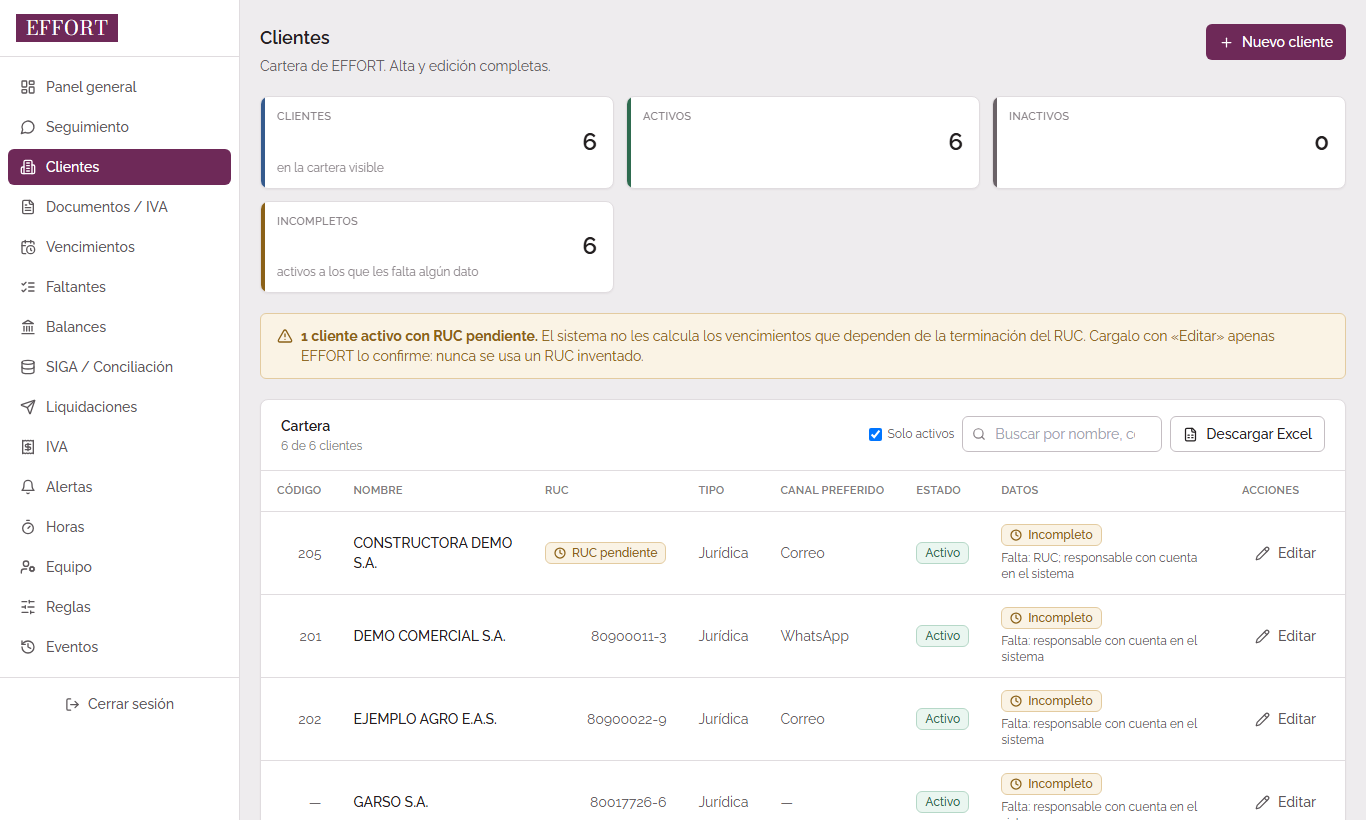 EFFORT
Panel general
Seguimiento
Clientes
Documentos / IVA
Vencimientos
Faltantes
Balances
SIGA / Conciliación
Liquidaciones
IVA
Alertas
Horas
Equipo
Reglas
Eventos
Cerrar sesión
Clientes
Cartera de EFFORT. Alta y edición completas.
+ Nuevo cliente
CLIENTES
6
en la cartera visible
ACTIVOS
6
INACTIVOS
0
INCOMPLETOS
6
activos a los que les falta algún dato
1 cliente activo con RUC pendiente. El sistema no les calcula los vencimientos que dependen de la terminación del RUC. Cargalo con «Editar» apenas
EFFORT lo confirme: nunca se usa un RUC inventado.
Cartera
6 de 6 clientes
Solo activos
Buscar por nombre, c
Descargar Excel
CÓDIGO NOMBRE RUC TIPO CANAL PREFERIDO ESTADO DATOS ACCIONES
205 CONSTRUCTORA DEMO S.A. RUC pendiente Jurídica Correo Activo Incompleto Editar
Falta: RUC; responsable con cuenta
en el sistema
201 DEMO COMERCIAL S.A. 80900011-3 Jurídica WhatsApp Activo Incompleto Editar
Falta: responsable con cuenta en el
sistema
202 EJEMPLO AGRO E.A.S. 80900022-9 Jurídica Correo Activo Incompleto Editar
Falta: responsable con cuenta en el
sistema
— GARSO S.A. 80017726-6 Jurídica — Activo Incompleto Editar
Falta: responsable con cuenta en el